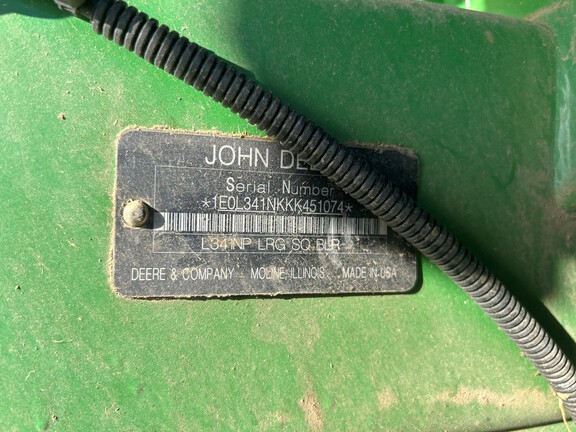 JOHN DE
Serial Number
*1E0L341NKKK451074*
L341NP LRG SQ BLR
DEERE & COMPANY MOLINE, ILLINOIS MADE IN USA